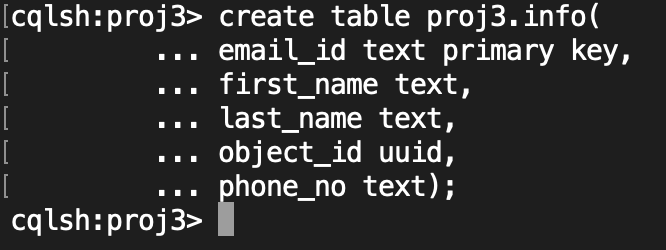 [cqlsh:proj3> create table proj3.info(
[         ... email_id text primary key,
[         ... first_name text,
[         ... last_name text,
[         ... object_id uuid,
[         ... phone_no text);
cqlsh:proj3>